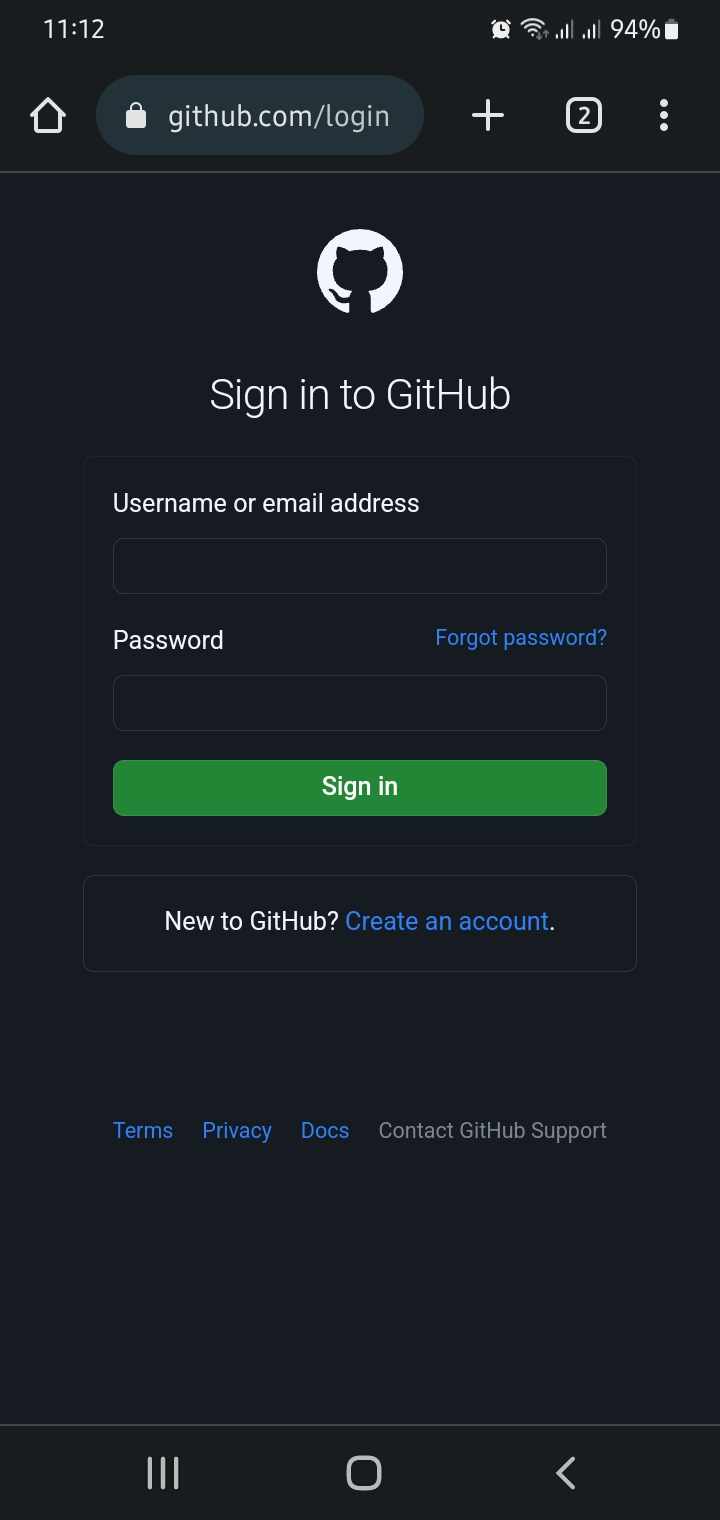 11:12 94%
github.com/login 2
Sign in to GitHub
Username or email address
Password Forgot password?
Sign in
New to GitHub? Create an account.
Terms Privacy Docs Contact GitHub Support